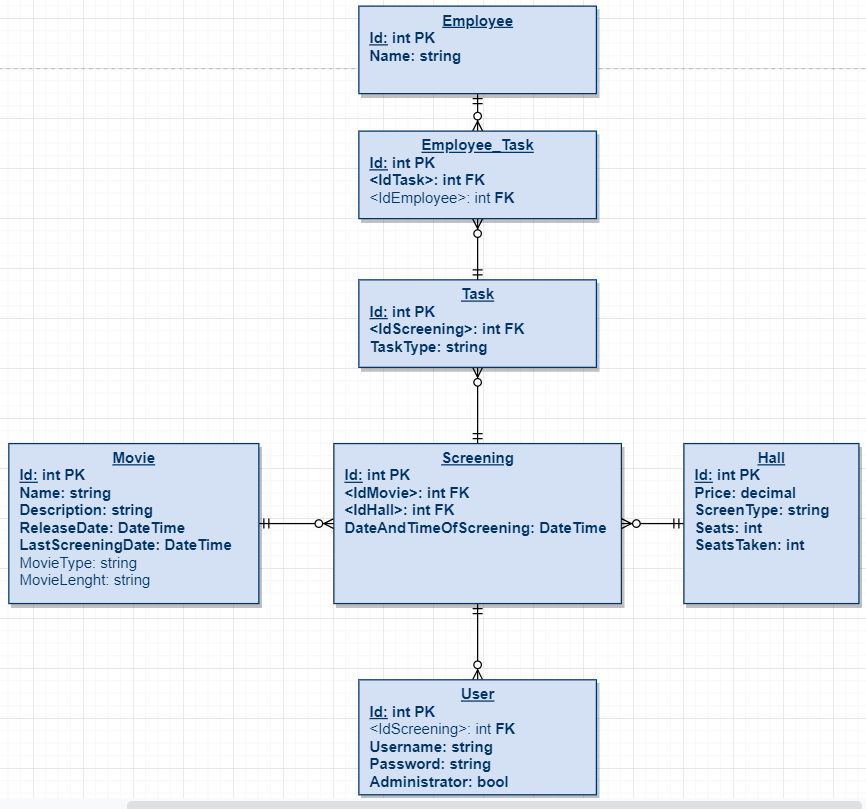 Employee
Id: int PK
Name: string
Employee_Task
Id: int PK
<IdTask>: int FK
<IdEmployee>: int FK
Task
Id: int PK
<IdScreening>: int FK
TaskType: string
Movie
Id: int PK
Name: string
Description: string
ReleaseDate: DateTime
LastScreeningDate: DateTime
MovieType: string
MovieLenght: string
Screening
Id: int PK
<IdMovie>: int FK
<IdHall>: int FK
DateAndTimeOfScreening: DateTime
Hall
Id: int PK
Price: decimal
ScreenType: string
Seats: int
SeatsTaken: int
User
Id: int PK
<IdScreening>: int FK
Username: string
Password: string
Administrator: bool